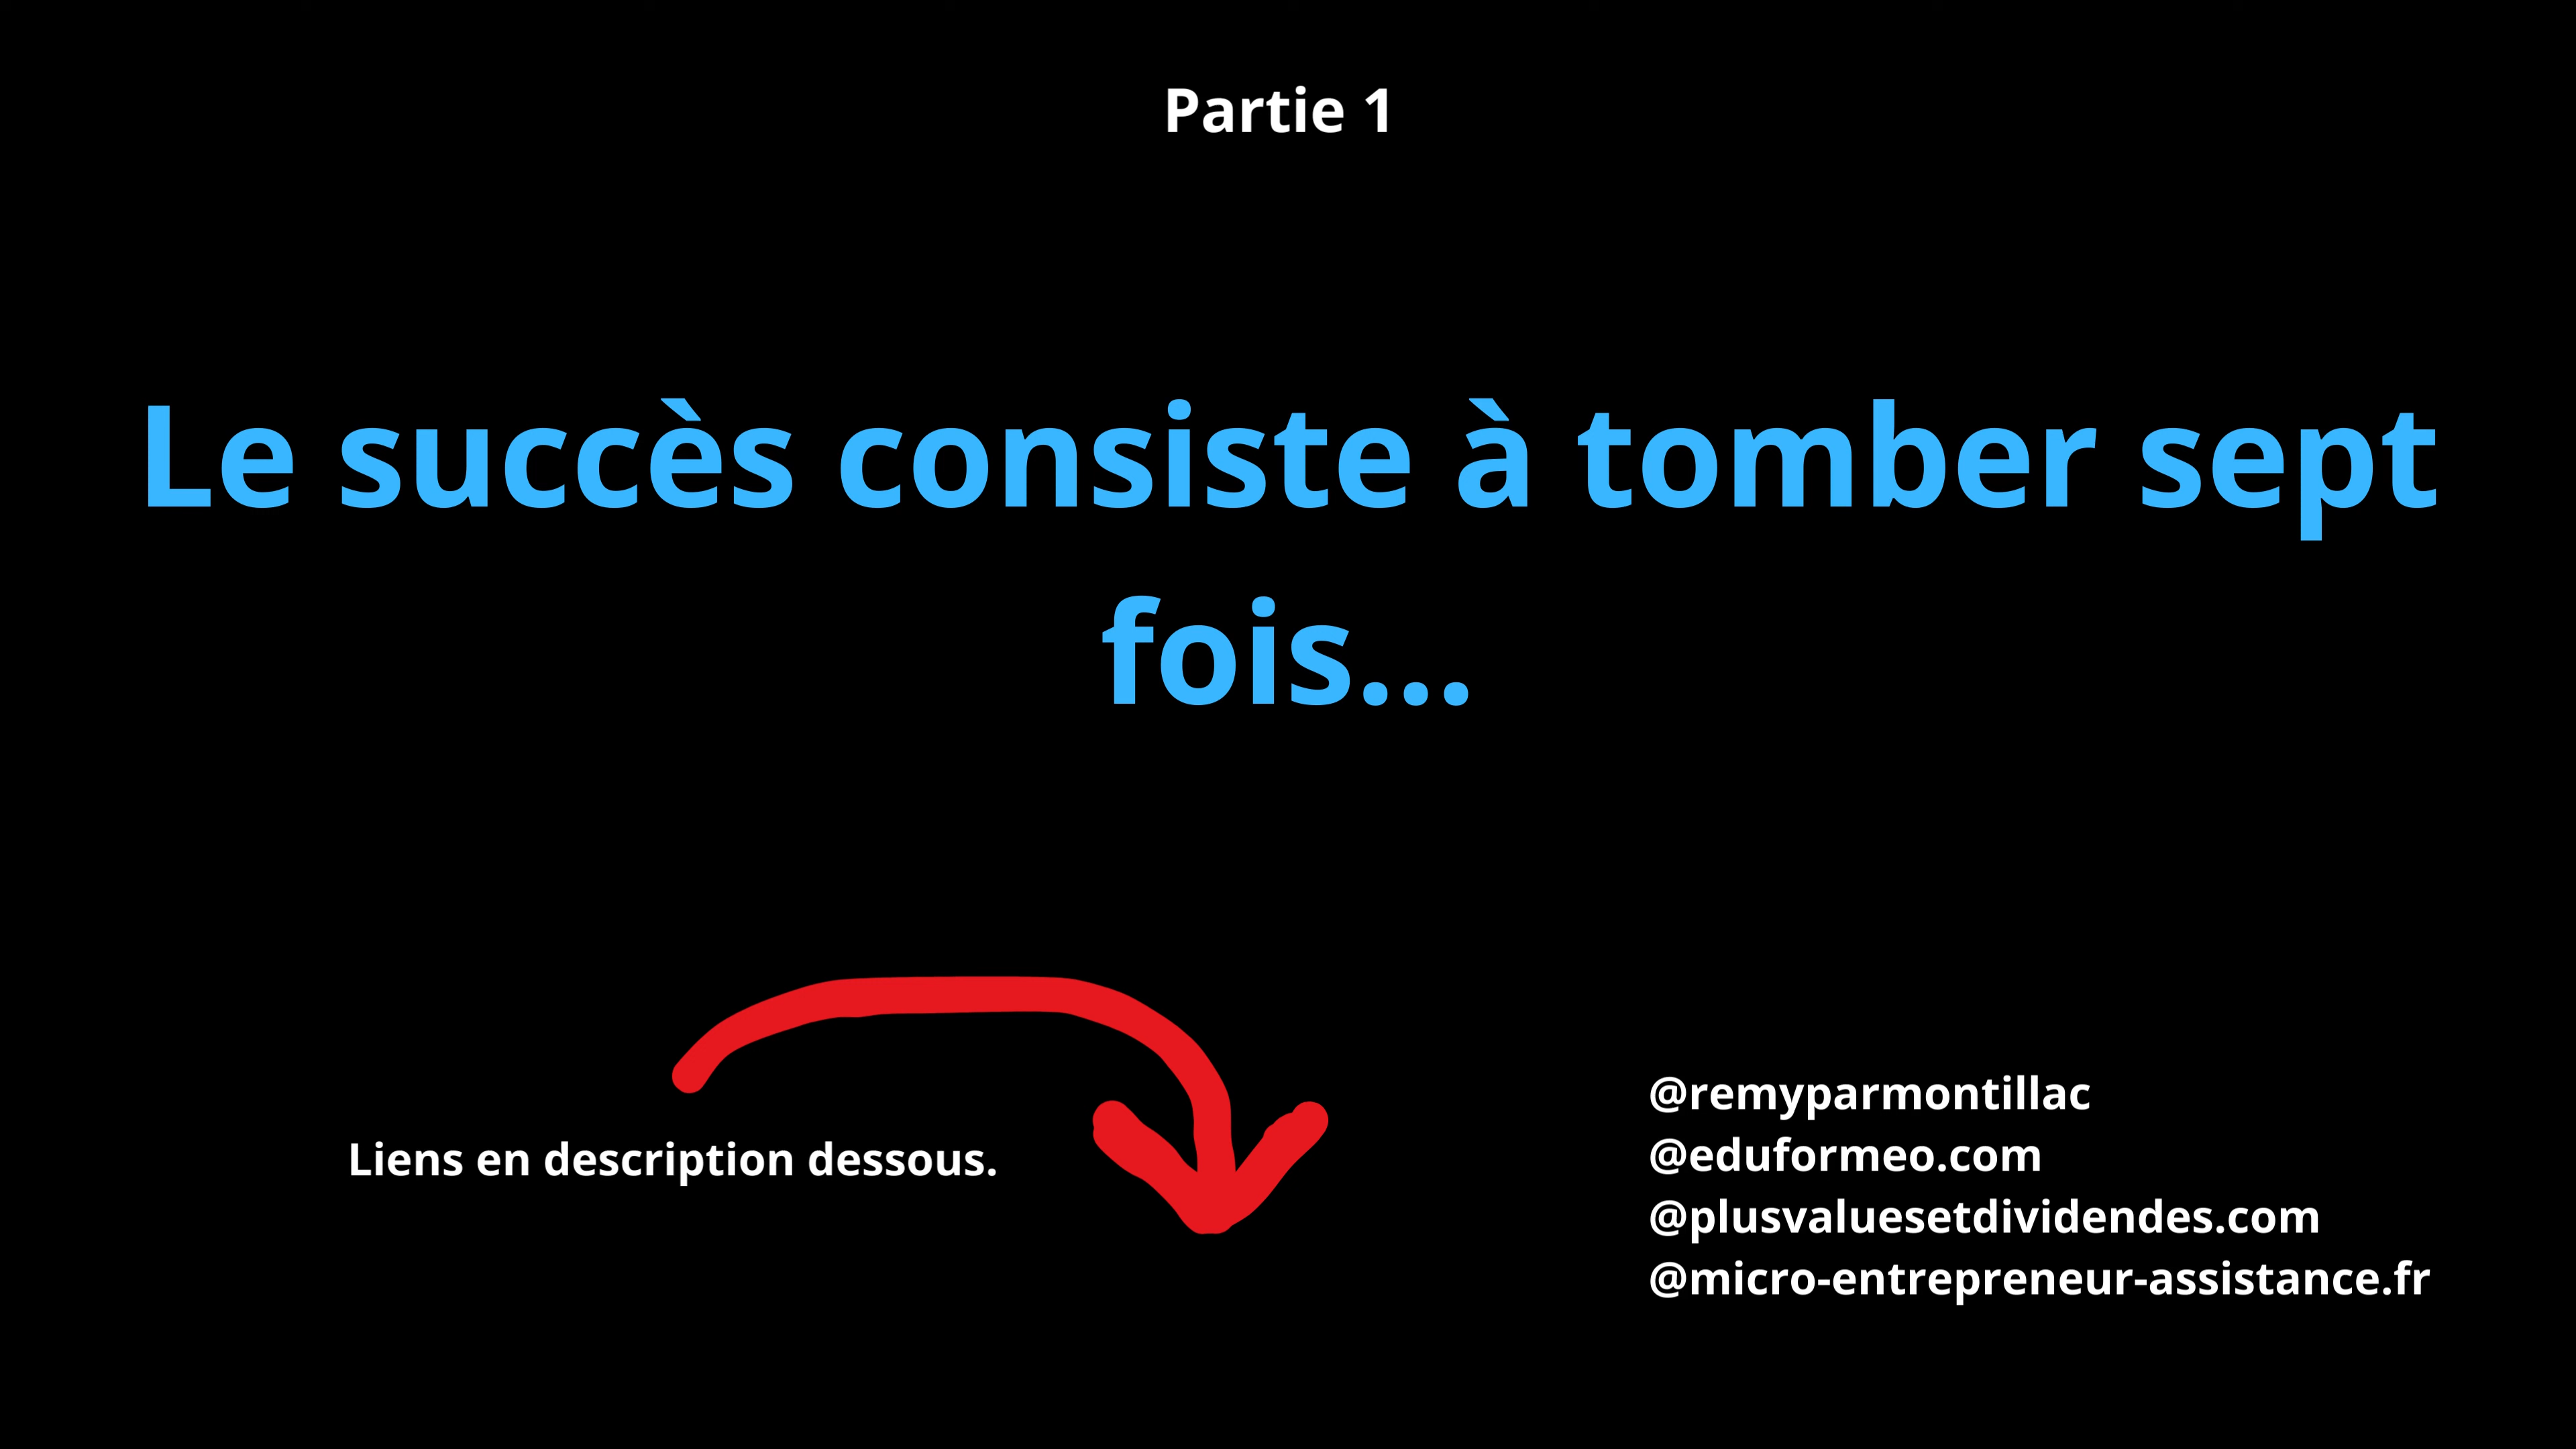 Partie 1
Le succès consiste à tomber sept
fois...
Liens en description dessous.
@remyparmontillac
@eduformeo.com
@plusvaluesetdividendes.com
@micro-entrepreneur-assistance.fr